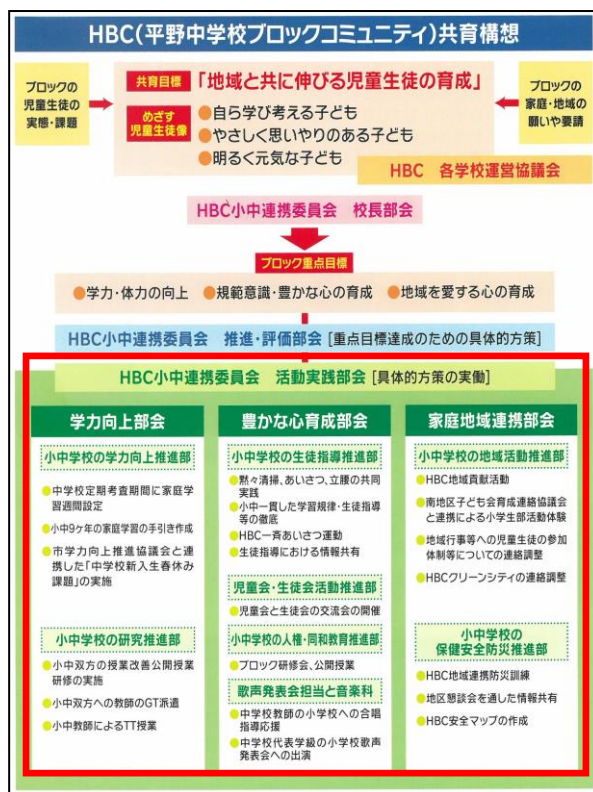 HBC(平野中学校ブロックコミュニティ)共育構想
ブロックの
児童生徒の
実態・課題
共育目標
「地域と共に伸びる児童生徒の育成」
めざす
児童生徒像
●自ら学び考える子ども
●やさしく思いやりのある子ども
●明るく元気な子ども
ブロックの
家庭・地域の
願いや要請
HBC 各学校運営協議会
HBC小中連携委員会 校長部会
ブロック重点目標
●学力・体力の向上 ●規範意識・豊かな心の育成 ●地域を愛する心の育成
HBC小中連携委員会 推進・評価部会 [重点目標達成のための具体的方策]
HBC小中連携委員会 活動実践部会 [具体的方策の実働]
学力向上部会
小中学校の学力向上推進部
●中学校定期考査期間に家庭学
習週間設定
●小中9ヶ年の家庭学習の手引き作成
●市学力向上推進協議会と連
携した「中学校新入生春休み
課題」の実施
小中学校の研究推進部
●小中双方の授業改善公開授業
研修の実施
●小中双方への教師のGT派遣
●小中教師によるTT授業
豊かな心育成部会
小中学校の生徒指導推進部
●黙々清掃、あいさつ、立腰の共同
実践
●小中一貫した学習規律・生徒指導
等の徹底
●HBC一斉あいさつ運動
●生徒指導における情報共有
児童会・生徒会活動推進部
●児童会と生徒会の交流会の開催
小中学校の人権・同和教育推進部
●ブロック研修会、公開授業
歌声発表会担当と音楽科
●中学校教師の小学校への合唱
指導応援
●中学校代表学級の小学校歌声
発表会への出演
家庭地域連携部会
小中学校の地域活動推進部
●HBC地域貢献活動
●南地区子ども会育成連絡協議会
と連携による小学生部活動体験
●地域行事等への児童生徒の参加
体制等についての連絡調整
●HBCクリーンシティの連絡調整
小中学校の
保健安全防災推進部
●HBC地域連携防災訓練
●地区懇談会を通した情報共有
●HBC安全マップの作成